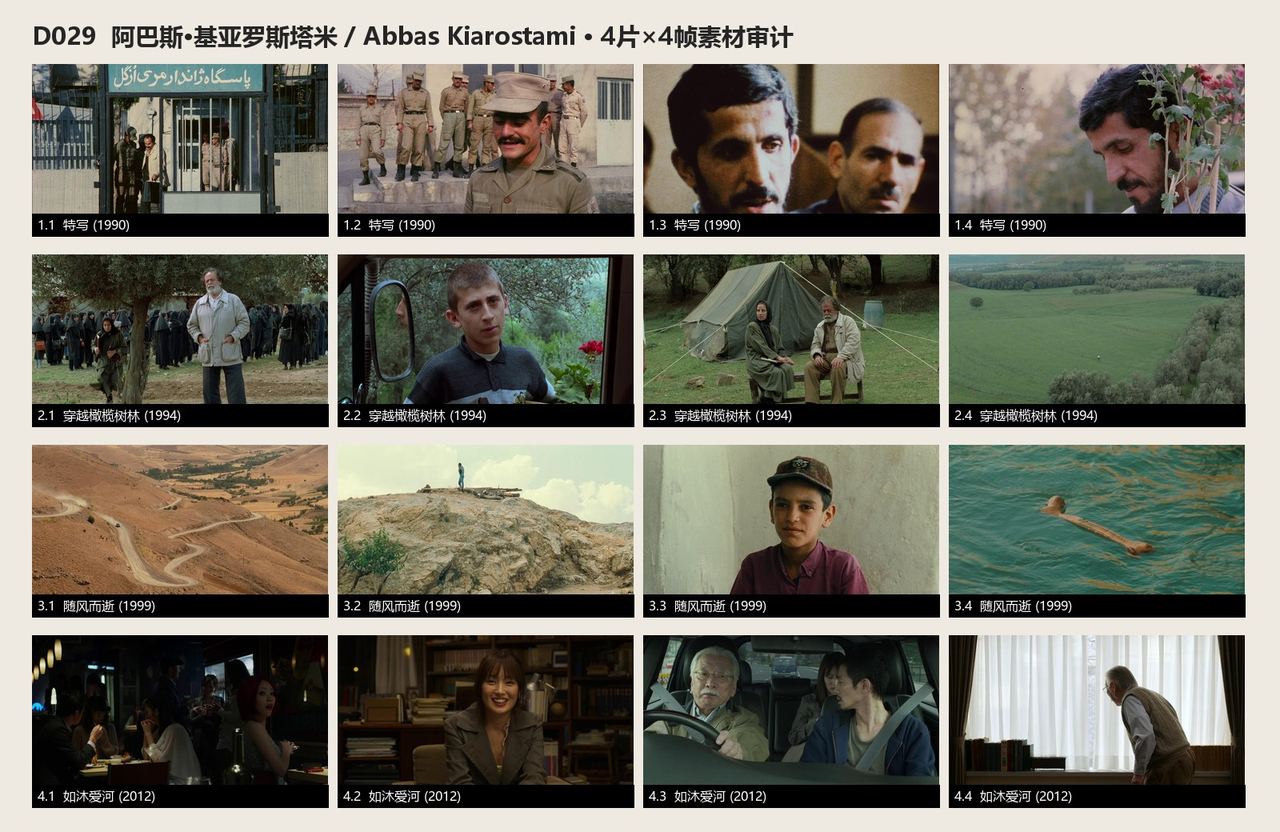 D029 阿巴斯•基亚罗斯塔米 / Abbas Kiarostami • 4片×4帧素材审计
پاسگاه ژاندارمری اُزگل
1.1 特写 (1990)
1.2 特写 (1990)
1.3 特写 (1990)
1.4 特写 (1990)
2.1 穿越橄榄树林 (1994)
2.2 穿越橄榄树林 (1994)
2.3 穿越橄榄树林 (1994)
2.4 穿越橄榄树林 (1994)
3.1 随风而逝 (1999)
3.2 随风而逝 (1999)
3.3 随风而逝 (1999)
3.4 随风而逝 (1999)
4.1 如沐爱河 (2012)
4.2 如沐爱河 (2012)
4.3 如沐爱河 (2012)
4.4 如沐爱河 (2012)